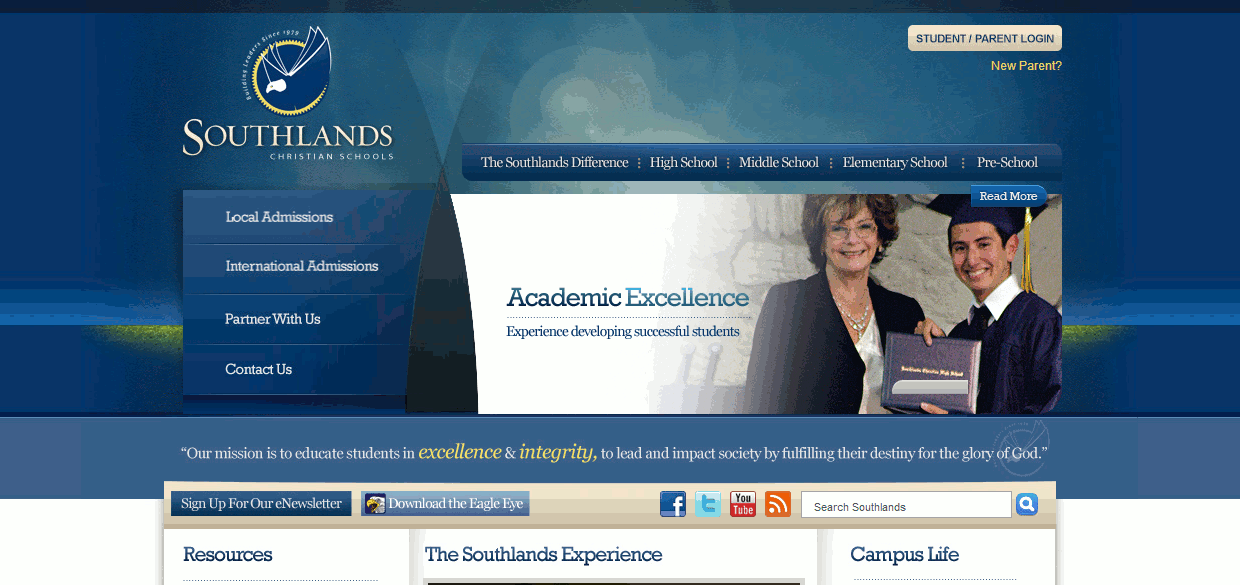 Building Leaders Since 1979
SOUTHLANDS
CHRISTIAN SCHOOLS
STUDENT / PARENT LOGIN
New Parent?
The Southlands Difference
High School
Middle School
Elementary School
Pre-School
Local Admissions
International Admissions
Partner With Us
Contact Us
Read More
Academic Excellence
Experience developing successful students
Southlands Christian High School
“Our mission is to educate students in excellence & integrity, to lead and impact society by fulfilling their destiny for the glory of God.”
Sign Up For Our eNewsletter
Download the Eagle Eye
f
t
You
Tube
Search Southlands
Resources
The Southlands Experience
Campus Life